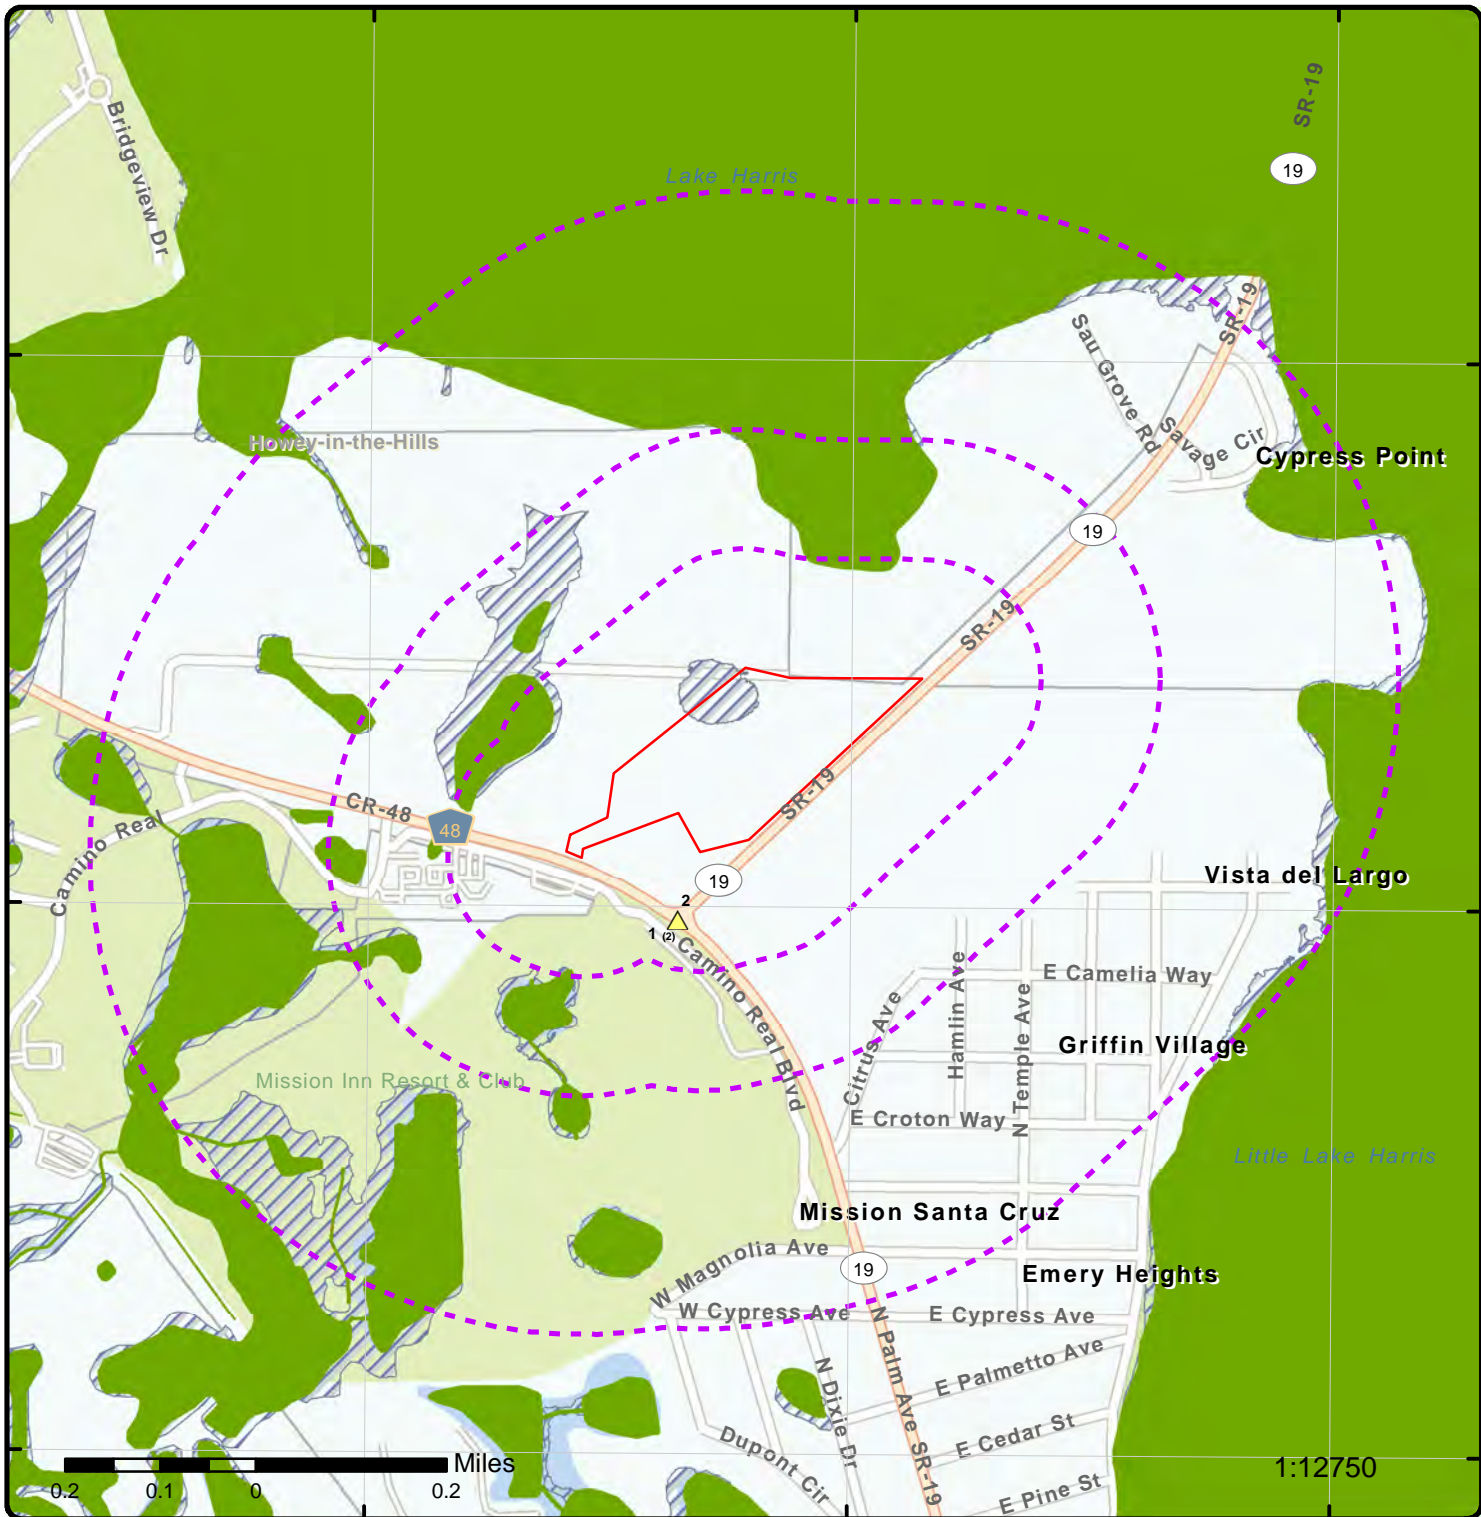 SR-19
19
Bridgeview Dr
Lake Harris
SR-19
Sau Grove Rd
Savage Cir
Howey-in-the-Hills
Cypress Point
19
SR-19
SR-19
CR-48
48
Camino Real
19
Vista del Largo
2
1 (2)
Camino Real Blvd
E Camelia Way
Hamlin Ave
N Temple Ave
Citrus Ave
Griffin Village
Mission Inn Resort & Club
E Croton Way
Little Lake Harris
Mission Santa Cruz
W Magnolia Ave
19
Emery Heights
W Cypress Ave
E Cypress Ave
N Palm Ave
SR-19
E Palmetto Ave
N Dixie Dr
E Cedar St
Dupont Cir
E Pine St
Miles
0.2 0.1 0 0.2
1:12750